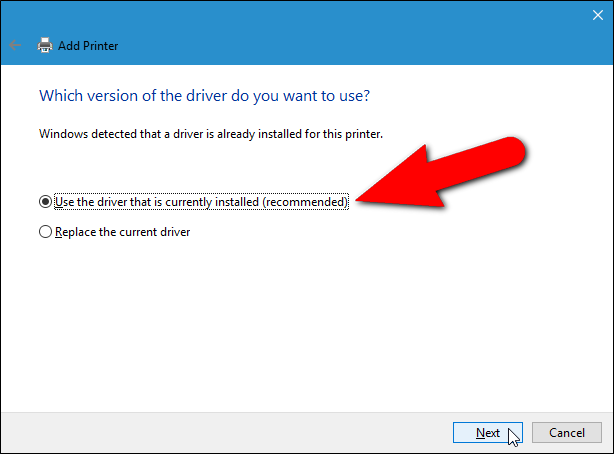 Add Printer
Which version of the driver do you want to use?
Windows detected that a driver is already installed for this printer.
Use the driver that is currently installed (recommended)
Replace the current driver
Next
Cancel